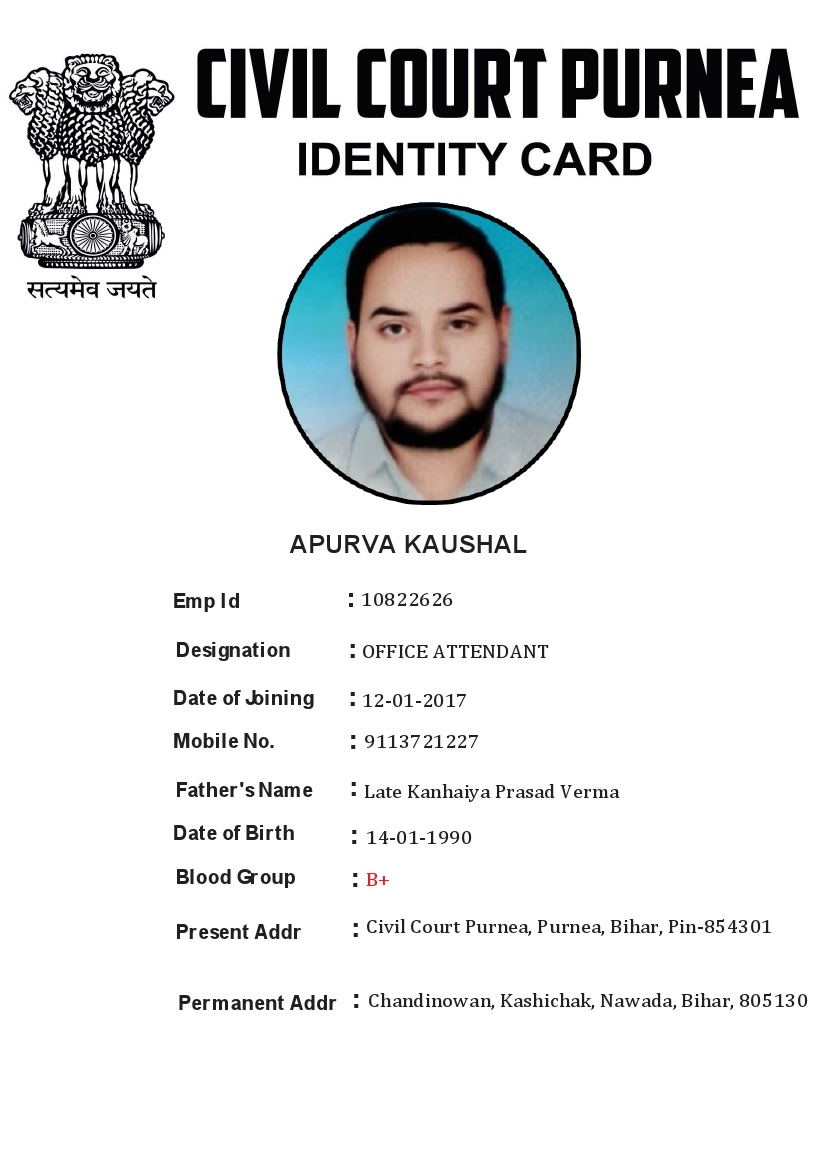 CIVIL COURT PURNEA
IDENTITY CARD
सत्यमेव जयते
APURVA KAUSHAL
Emp Id : 10822626
Designation : OFFICE ATTENDANT
Date of Joining : 12-01-2017
Mobile No. : 9113721227
Father's Name : Late Kanhaiya Prasad Verma
Date of Birth : 14-01-1990
Blood Group : B+
Present Addr : Civil Court Purnea, Purnea, Bihar, Pin-854301
Permanent Addr : Chandinowan, Kashichak, Nawada, Bihar, 805130